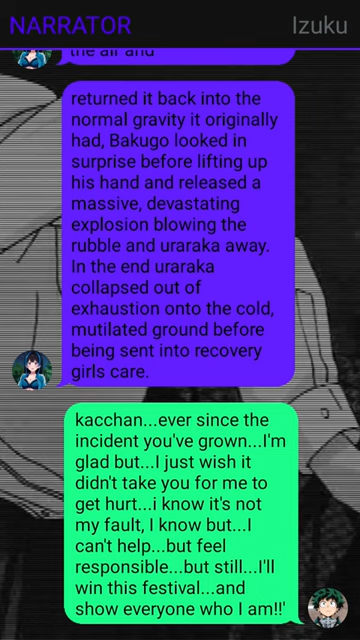 NARRATOR
Izuku
the air and
returned it back into the
normal gravity it originally
had, Bakugo looked in
surprise before lifting up
his hand and released a
massive, devastating
explosion blowing the
rubble and uraraka away.
In the end uraraka
collapsed out of
exhaustion onto the cold,
mutilated ground before
being sent into recovery
girls care.
kacchan...ever since the
incident you've grown...I'm
glad but...I just wish it
didn't take you for me to
get hurt...i know it's not
my fault, I know but...I
can't help...but feel
responsible...but still...I'll
win this festival...and
show everyone who I am!!'